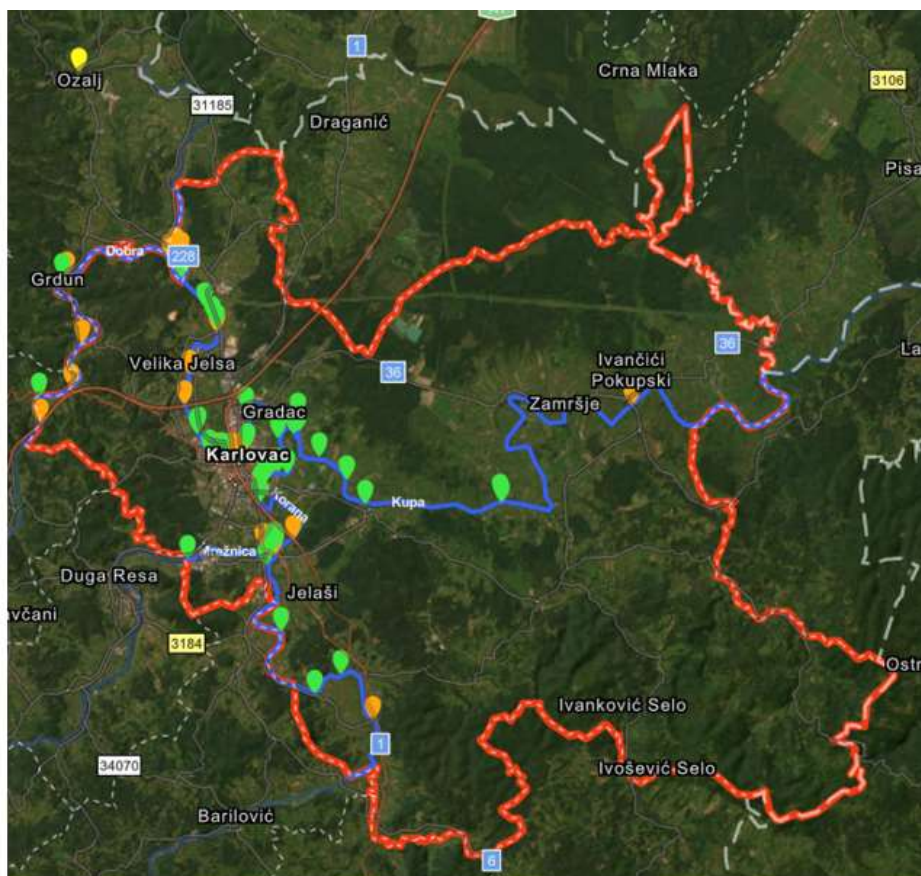 1
Crna Mlaka
3106
Ozalj
31185
Draganić
Pisa
Dobra
228
Grdun
36
Velika Jelsa
36
Ivančići
Pokupski
La
Zamršje
Gradac
Karlovac
Korana
Kupa
Mrežnica
Duga Resa
Jelaši
avčani
3184
Ostr
Ivanković Selo
1
Ivošević Selo
34070
Barilović
6